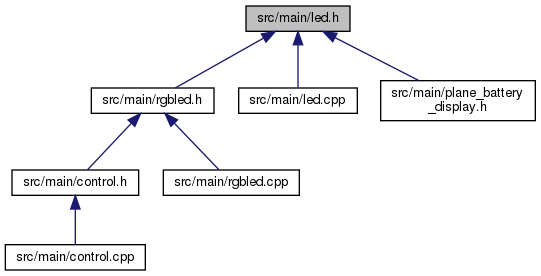 src/main/led.h
src/main/rgbled.h
src/main/led.cpp
src/main/plane_battery
_display.h
src/main/control.h
src/main/rgbled.cpp
src/main/control.cpp